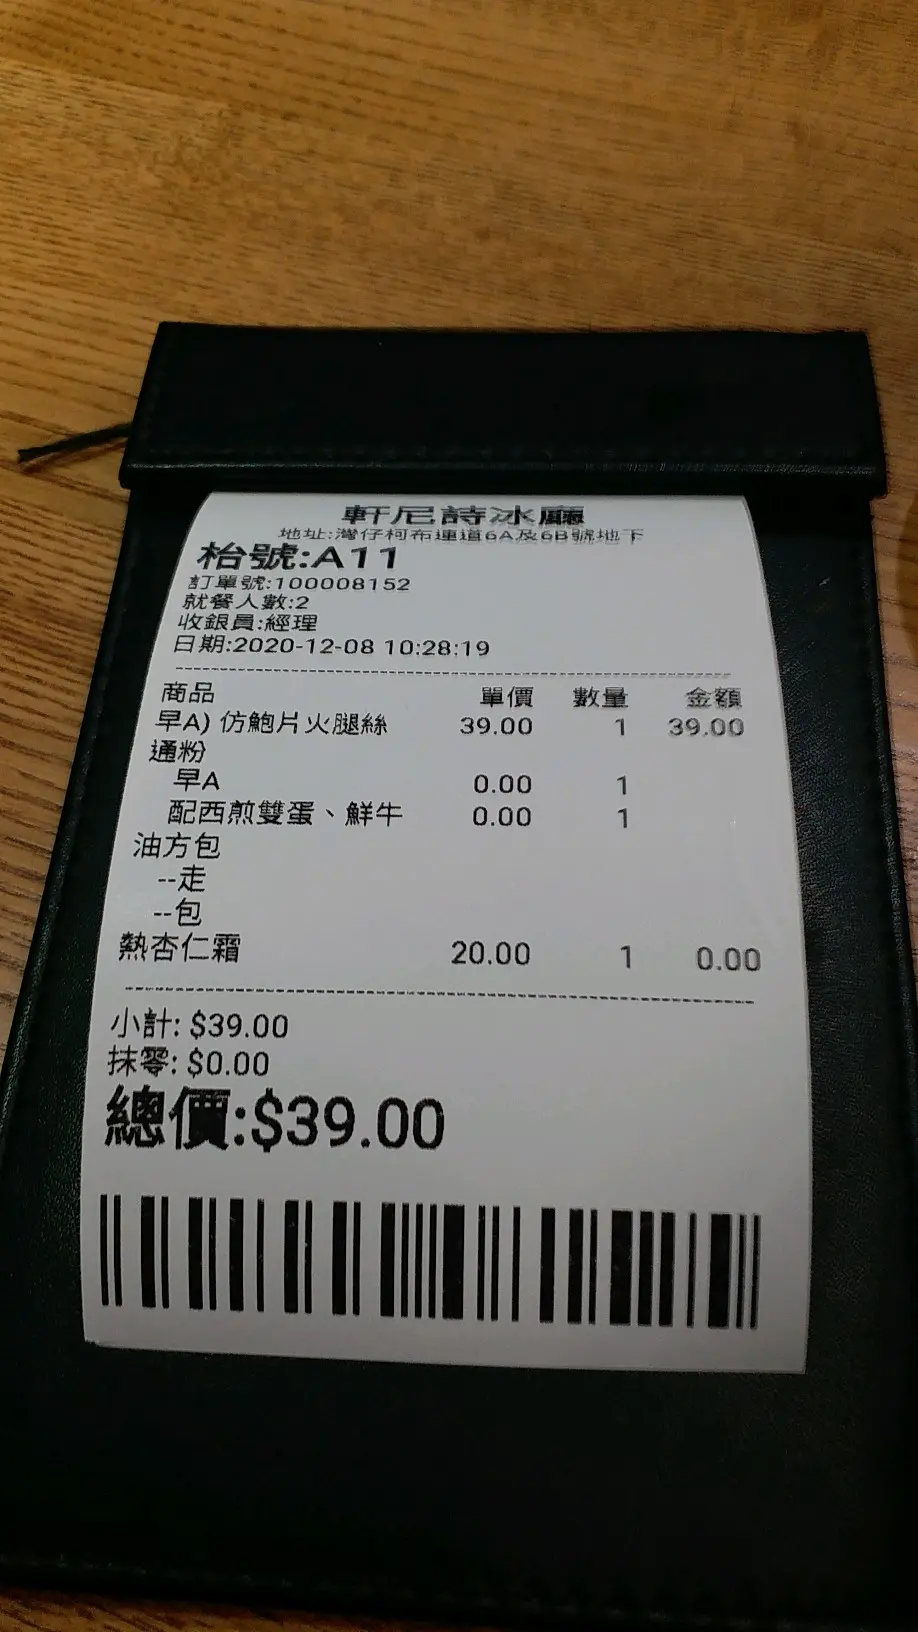 軒尼詩冰廳
地址:灣仔柯布連道6A及6B號地下
枱號:A11
訂單號:100008152
就餐人數:2
收銀員:經理
日期:2020-12-08 10:28:19
商品 單價 數量 金額
早A) 仿鮑片火腿絲 39.00 1 39.00
通粉
早A 0.00 1
配西煎雙蛋、鮮牛 0.00 1
油方包
--走
--包
熱杏仁霜 20.00 1 0.00
小計: $39.00
抹零: $0.00
總價:$39.00